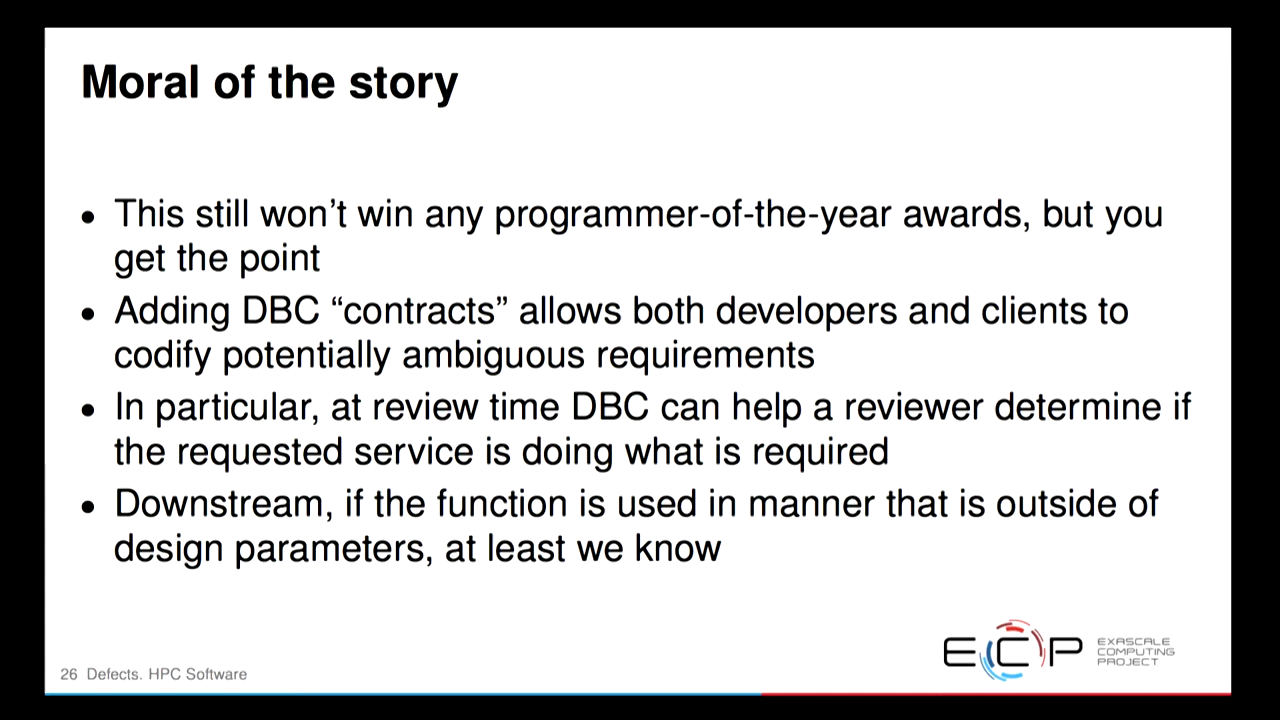 Moral of the story
• This still won’t win any programmer-of-the-year awards, but you
get the point
• Adding DBC “contracts” allows both developers and clients to
codify potentially ambiguous requirements
• In particular, at review time DBC can help a reviewer determine if
the requested service is doing what is required
• Downstream, if the function is used in manner that is outside of
design parameters, at least we know
26 Defects. HPC Software
ECP
EXASCALE
COMPUTING
PROJECT